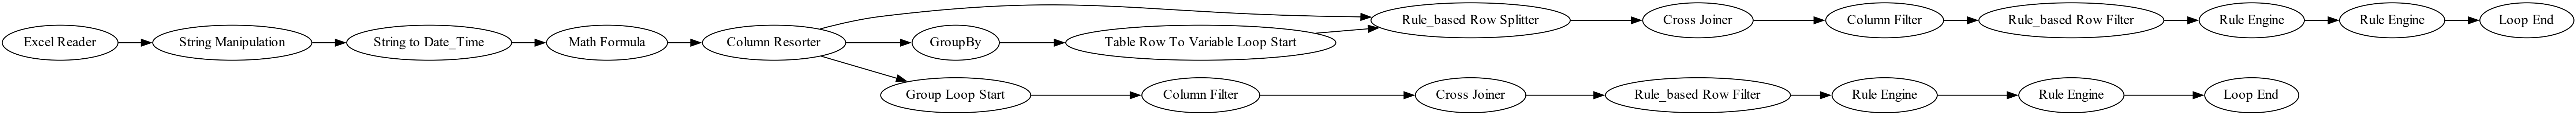 Excel Reader
String Manipulation
String to Date_Time
Math Formula
Column Resorter
GroupBy
Table Row To Variable Loop Start
Rule_based Row Splitter
Cross Joiner
Column Filter
Rule_based Row Filter
Rule Engine
Rule Engine
Loop End
Group Loop Start
Column Filter
Cross Joiner
Rule_based Row Filter
Rule Engine
Rule Engine
Loop End